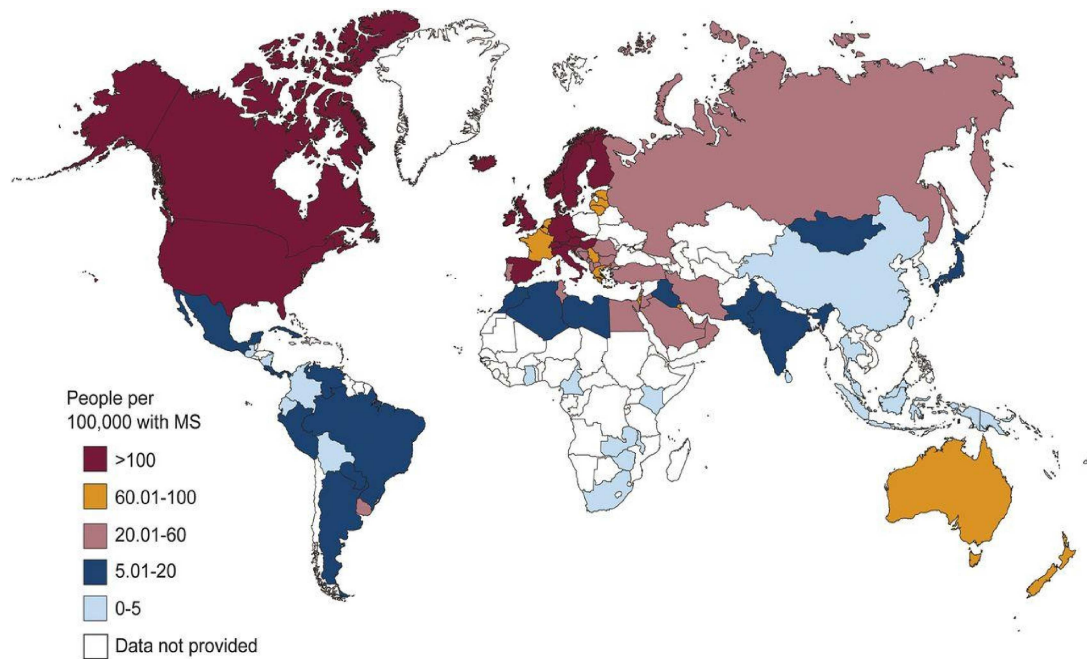 People per
100,000 with MS
>100
60.01-100
20.01-60
5.01-20
0-5
Data not provided